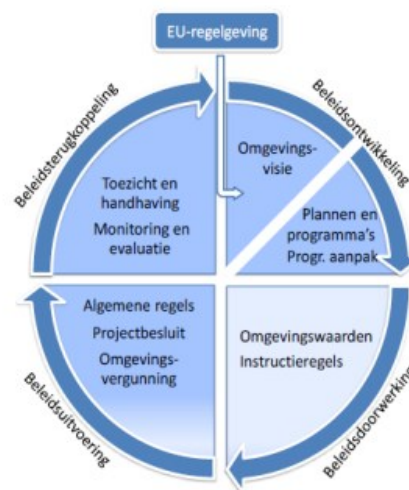 EU-regelgeving
Beleidsontwikkeling
Omgevings-
visie
Plannen en
programma's
Progr. aanpak
Beleidsdoorwerking
Omgevingswaarden
Instructieregels
Beleidsuitvoering
Algemene regels
Projectbesluit
Omgevings-
vergunning
Beleidsterugkoppeling
Toezicht en
handhaving
Monitoring en
evaluatie